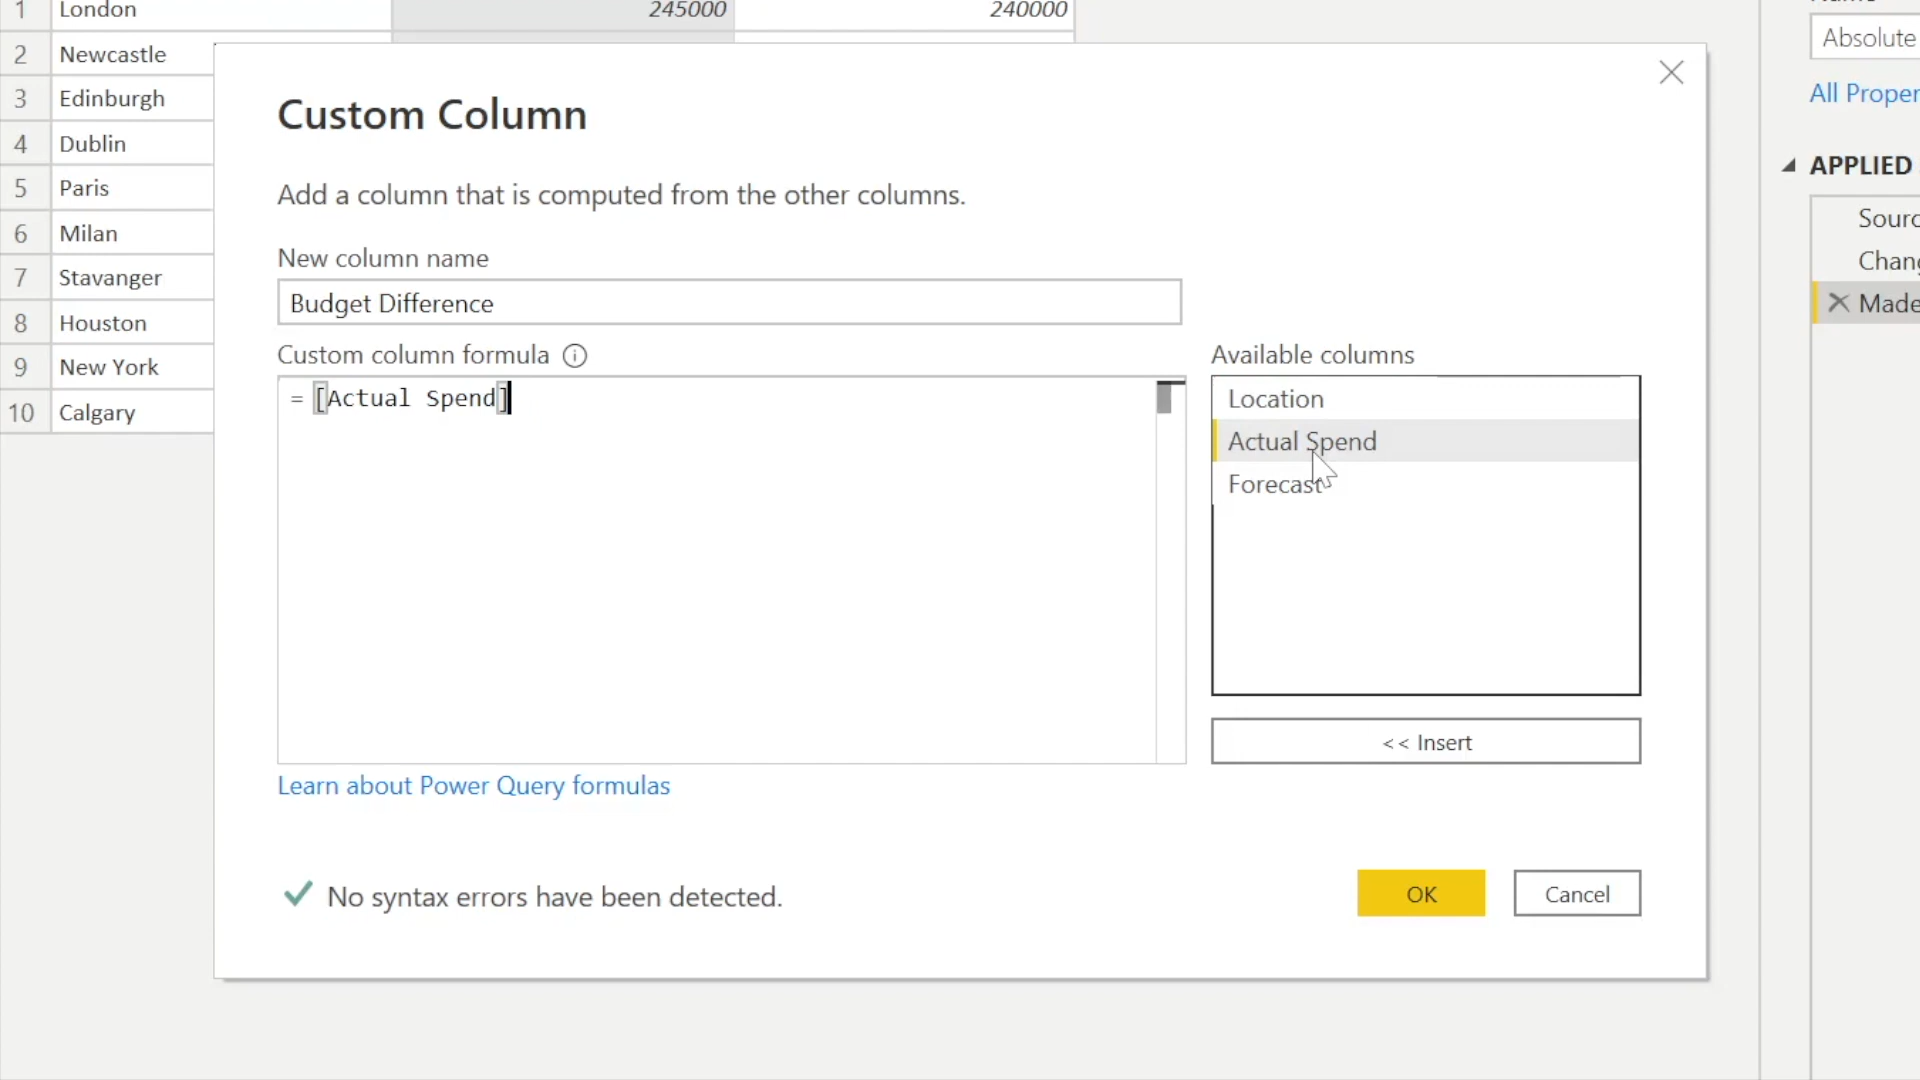 1 London 245000 240000
2 Newcastle
3 Edinburgh
4 Dublin
5 Paris
6 Milan
7 Stavanger
8 Houston
9 New York
10 Calgary
Custom Column
Add a column that is computed from the other columns.
New column name
Budget Difference
Custom column formula
= [Actual Spend]
Available columns
Location
Actual Spend
Forecast
<< Insert
Learn about Power Query formulas
No syntax errors have been detected.
OK
Cancel
Absolute
All Proper
APPLIED
Sourc
Chang
Made